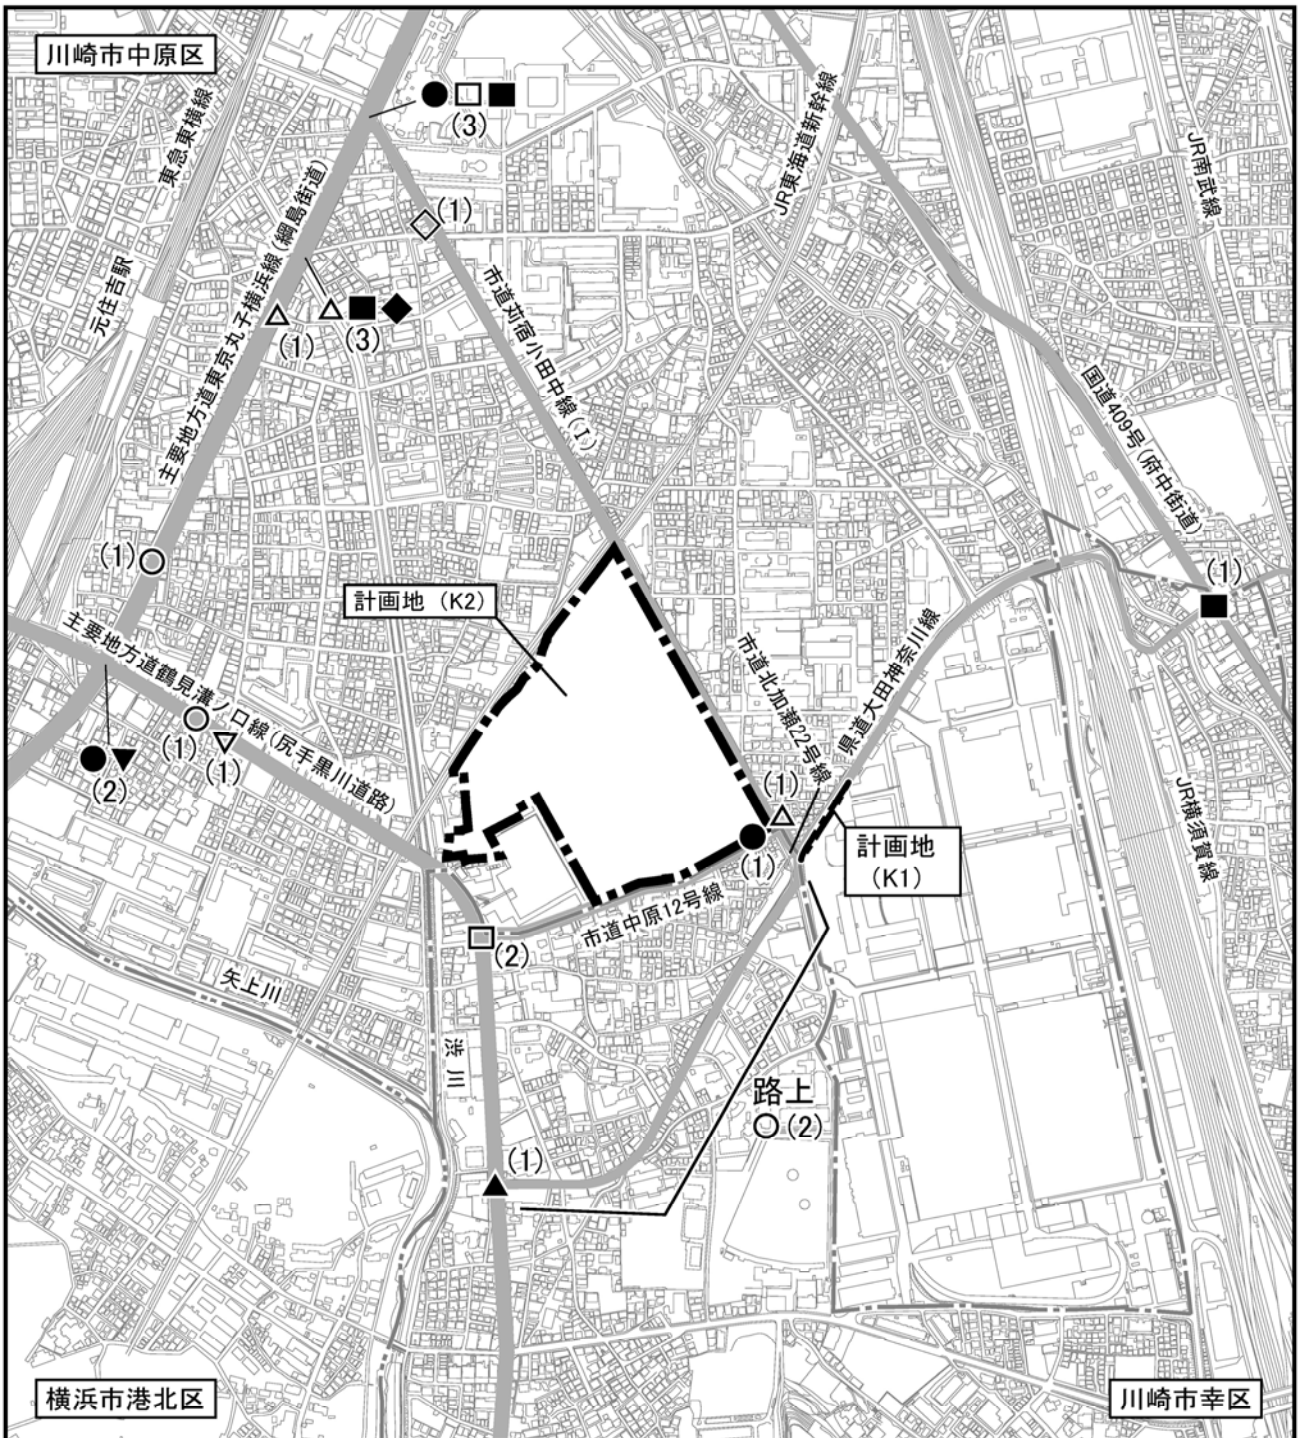 川崎市中原区
東急東横線
(3)
JR東海道新幹線
JR南武線
(1)
主要地方道東京丸子横浜線(綱島街道)
元住吉駅
(1)
(3)
市道苅宿小田中線(Ⅰ)
国道409号(府中街道)
(1)
(1)
計画地 (K2)
主要地方道鶴見溝ノ口線(尻手黒川道路)
市道北加瀬22号線
県道大田神奈川線
(1)
(1)
(2)
(1)
(1)
計画地
(K1)
JR横須賀線
市道中原12号線
(2)
矢上川
渋川
路上
(2)
(1)
横浜市港北区
川崎市幸区